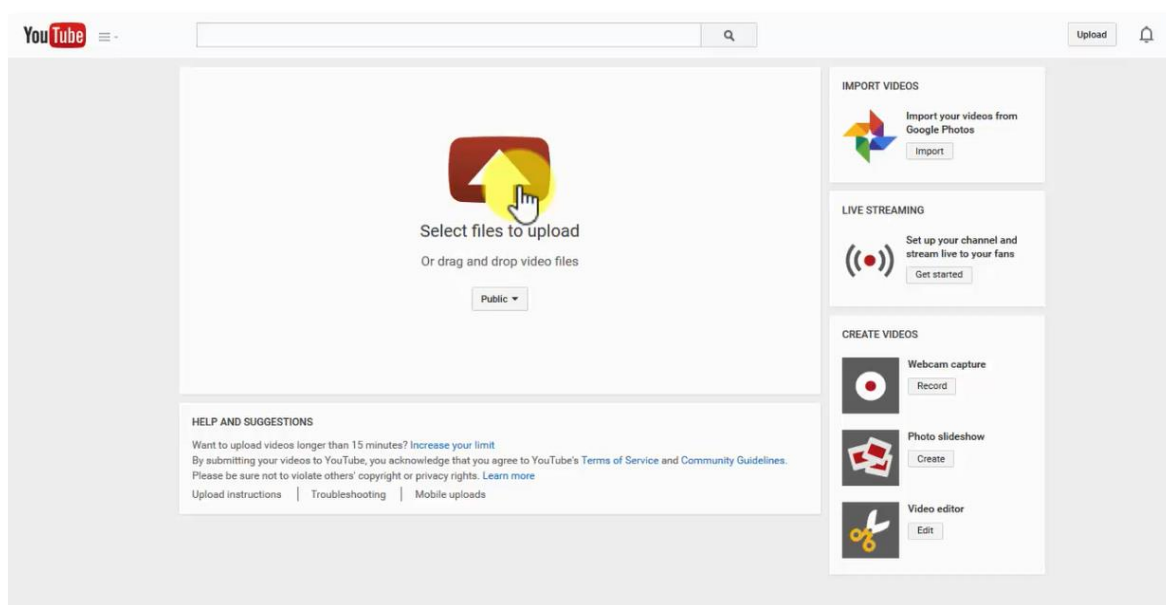 YouTube
Upload
Select files to upload
Or drag and drop video files
Public
HELP AND SUGGESTIONS
Want to upload videos longer than 15 minutes? Increase your limit
By submitting your videos to YouTube, you acknowledge that you agree to YouTube's Terms of Service and Community Guidelines.
Please be sure not to violate others' copyright or privacy rights. Learn more
Upload instructions | Troubleshooting | Mobile uploads
IMPORT VIDEOS
Import your videos from
Google Photos
Import
LIVE STREAMING
Set up your channel and
stream live to your fans
Get started
CREATE VIDEOS
Webcam capture
Record
Photo slideshow
Create
Video editor
Edit